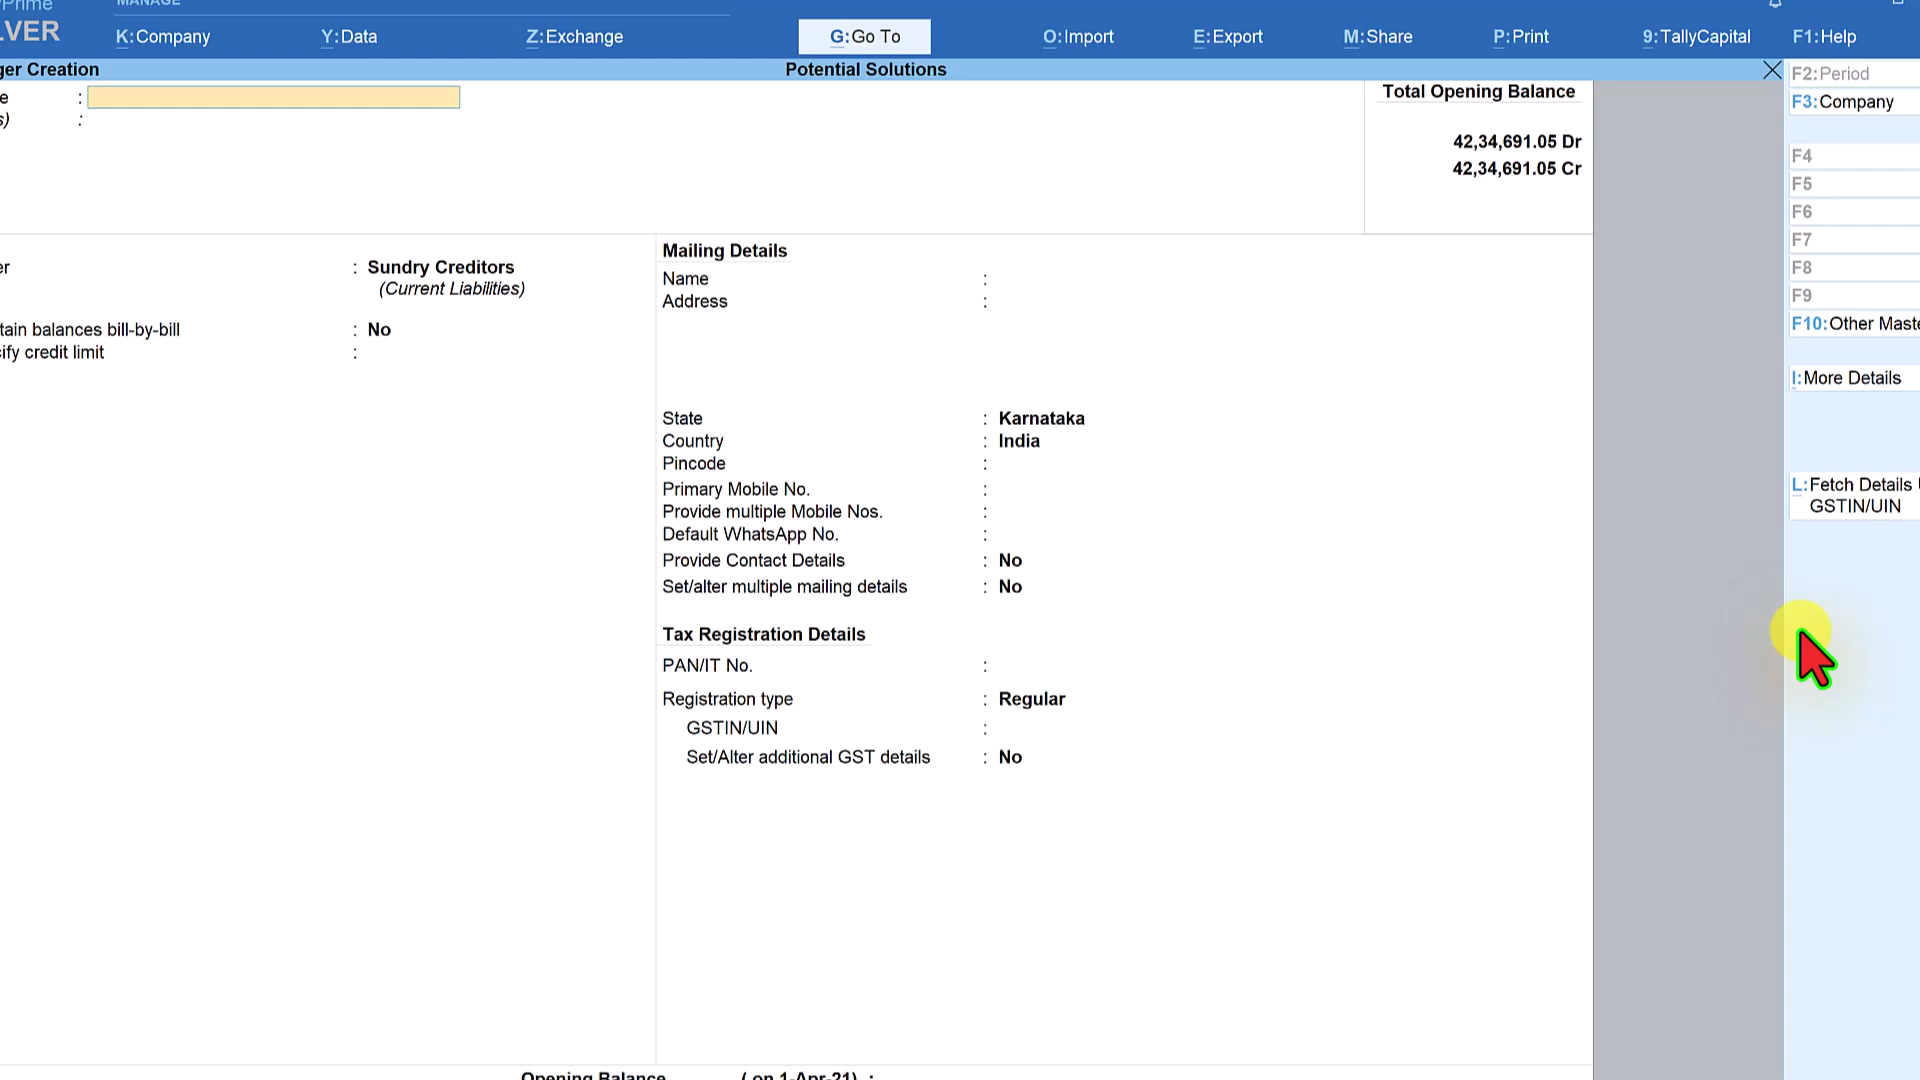 Prime
MANAGE
LVER
K:Company
Y:Data
Z:Exchange
G:Go To
O:Import
E:Export
M:Share
P:Print
9:TallyCapital
F1:Help
ger Creation
Potential Solutions
F2:Period
e :
Total Opening Balance
F3:Company
s) :
42,34,691.05 Dr
42,34,691.05 Cr
F4
F5
F6
F7
F8
F9
F10:Other Maste
er : Sundry Creditors
(Current Liabilities)
tain balances bill-by-bill : No
ify credit limit :
Mailing Details
Name :
Address :
State : Karnataka
Country : India
Pincode :
Primary Mobile No. :
Provide multiple Mobile Nos. :
Default WhatsApp No. :
Provide Contact Details : No
Set/alter multiple mailing details : No
Tax Registration Details
PAN/IT No. :
Registration type : Regular
GSTIN/UIN :
Set/Alter additional GST details : No
I:More Details
L:Fetch Details U
GSTIN/UIN
Opening Balance ( on 1-Apr-21) :